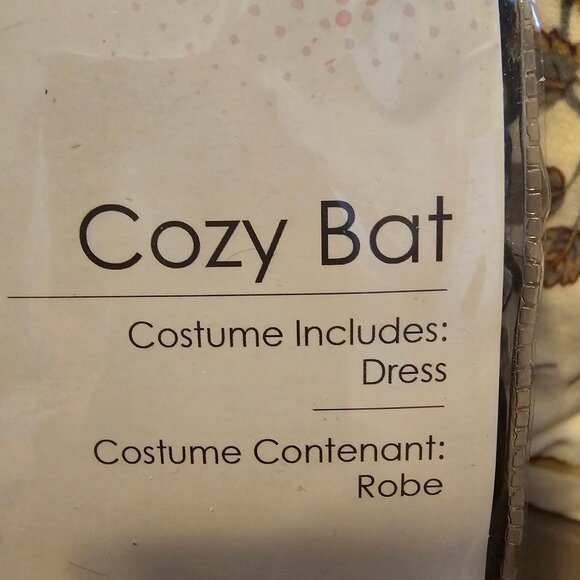 Cozy Bat
Costume Includes:
Dress
Costume Contenant:
Robe